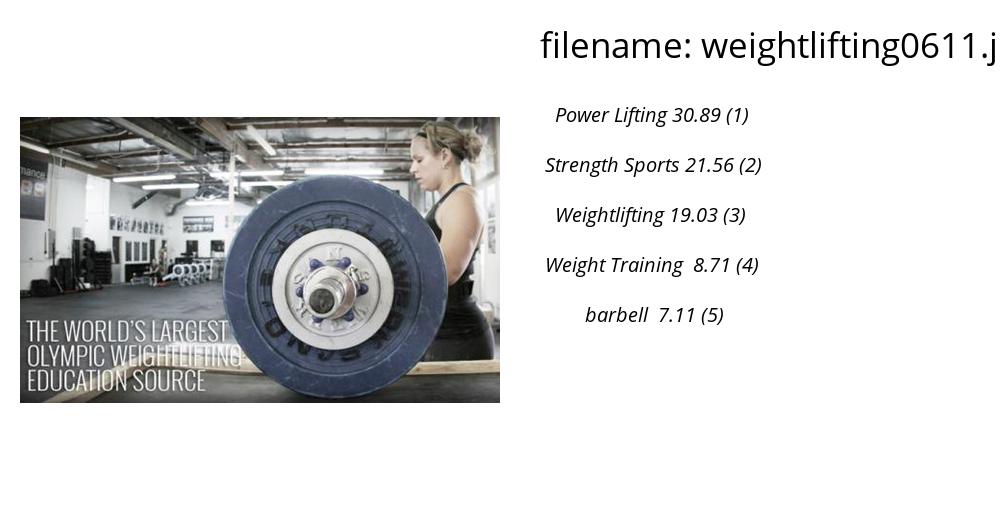 filename: weightlifting0611.j
Power Lifting 30.89 (1)
Strength Sports 21.56 (2)
Weightlifting 19.03 (3)
Weight Training 8.71 (4)
barbell 7.11 (5)
THE WORLD'S LARGEST
OLYMPIC WEIGHTLIFTING
EDUCATION SOURCE